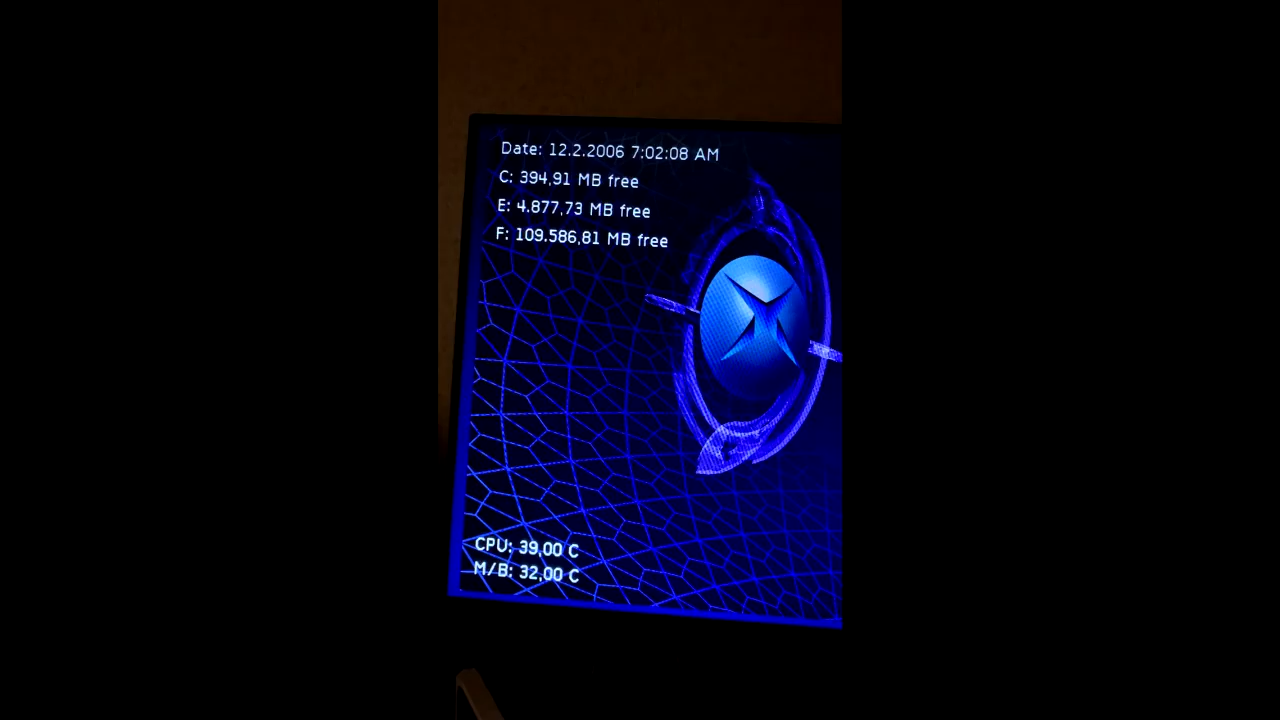 Date: 12.2.2006 7:02:08 AM
C: 394,91 MB free
E: 4.877,73 MB free
F: 109.586,81 MB free
CPU: 39,00 C
M/B: 32,00 C